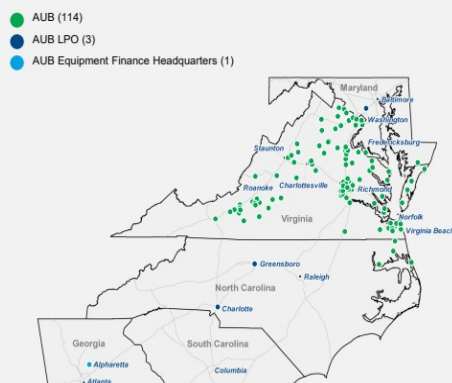 AUB (114)
AUB LPO (3)
AUB Equipment Finance Headquarters (1)
Maryland
Baltimore
Washington
Fredericksburg
Staunton
Charlottesville
Roanoke
Richmond
Virginia
Norfolk
Virginia Beach
Greensboro
Raleigh
North Carolina
Charlotte
Georgia
South Carolina
Alpharetta
Columbia
Atlanta